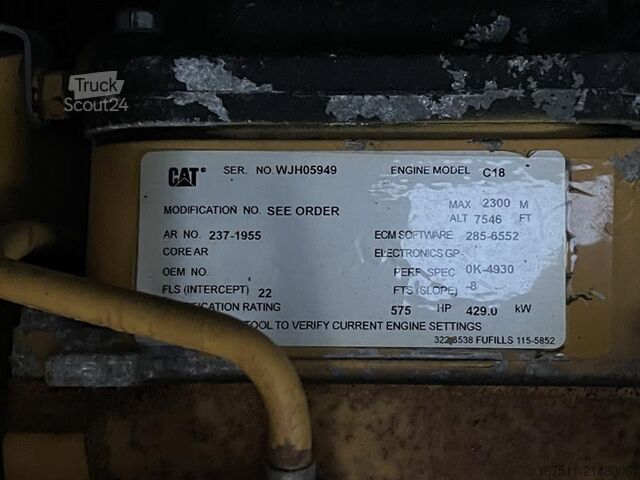 Truck
Scout24
CAT® SER. NO. WJH05949 ENGINE MODEL C18
MODIFICATION NO. SEE ORDER MAX 2300 M
ALT 7546 FT
AR NO. 237-1955 ECM SOFTWARE 285-6552
CORE AR ELECTRONICS GP
OEM NO. PERF SPEC 0K-4930
FLS (INTERCEPT) 22 FTS (SLOPE) -8
RATING 575 HP 429.0 kW
TOOL TO VERIFY CURRENT ENGINE SETTINGS
FUFILLS 115-5852